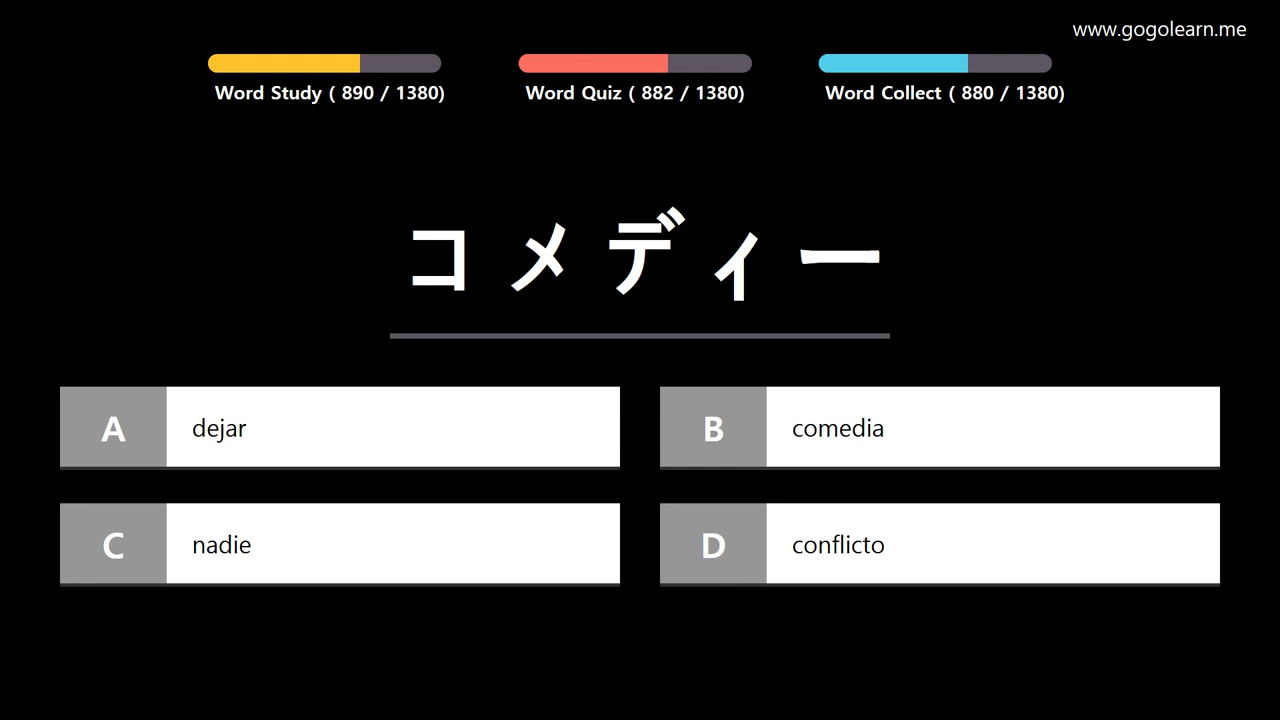 www.gogolearn.me
Word Study ( 890 / 1380)
Word Quiz ( 882 / 1380)
Word Collect ( 880 / 1380)
コメディー
A dejar
B comedia
C nadie
D conflicto